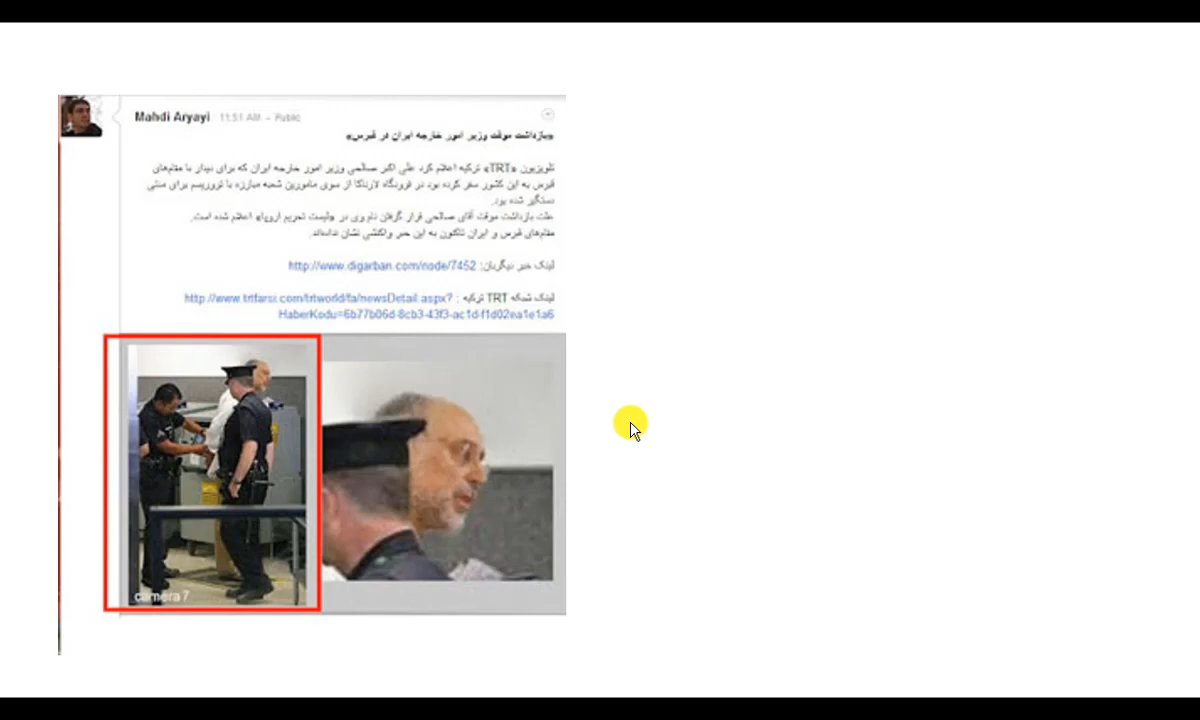 Mahdi Aryayi 11:51 AM - Public
«بازداشت موقت وزیر امور خارجه ایران در قبرس»
تلویزیون «TRT» ترکیه اعلام کرد علی اکبر صالحی وزیر امور خارجه ایران که برای دیدار با مقام‌های
قبرس به این کشور سفر کرده بود در فرودگاه لارناکا از سوی مامورین شعبه مبارزه با تروریسم برای مدتی
دستگیر شده بود.
علت بازداشت موقت آقای صالحی قرار گرفتن نام وی در «لیست تحریم اروپا» اعلام شده است.
مقام‌های قبرس و ایران تاکنون به این خبر واکنشی نشان نداده‌اند.
لینک خبر دیگربان: http://www.digarban.com/node/7452
لینک شبکه TRT ترکیه : http://www.trtfarsi.com/trtworld/fa/newsDetail.aspx?
HaberKodu=6b77b06d-8cb3-43f3-ac1d-f1d02ea1e1a6
camera 7